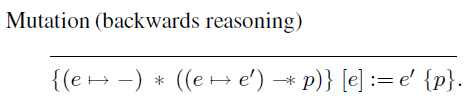 Mutation (backwards reasoning)
{(e ↦ −) ∗ ((e ↦ e′) −∗ p)} [e] := e′ {p}.